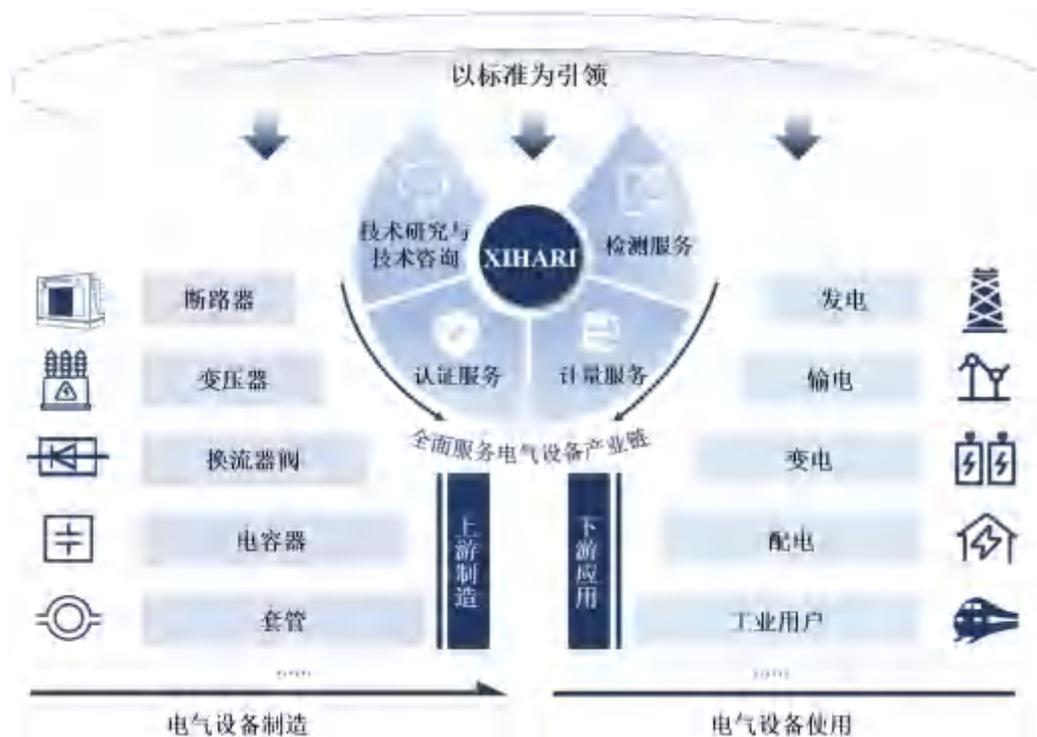 以标准为引领
技术研究与
技术咨询
XIHARI
检测服务
认证服务
计量服务
全面服务电气设备产业链
断路器
变压器
换流器阀
电容器
套管
......
上游制造
下游应用
发电
输电
变电
配电
工业用户
......
电气设备制造
电气设备使用